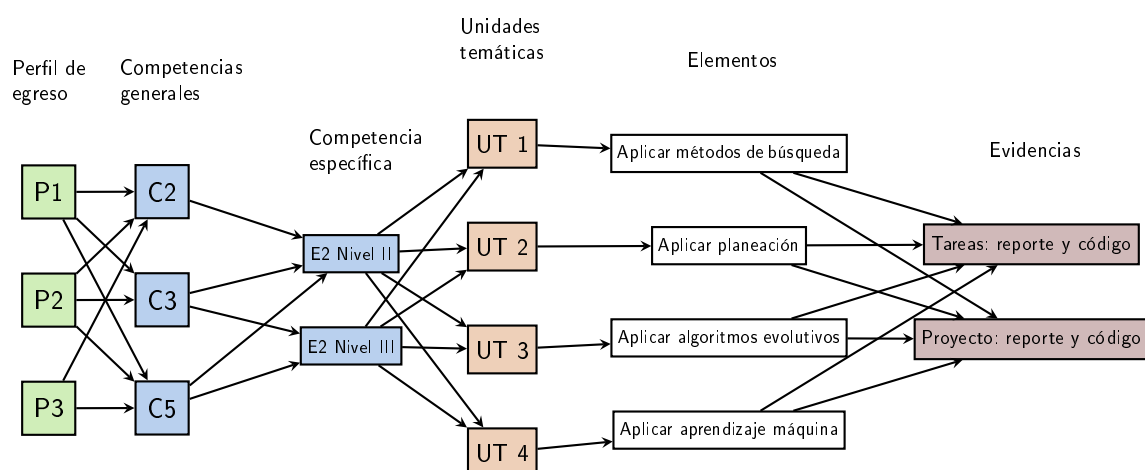 Perfil de
egreso
Competencias
generales
Competencia
específica
Unidades
temáticas
Elementos
Evidencias
P1
P2
P3
C2
C3
C5
E2 Nivel II
E2 Nivel III
UT 1
UT 2
UT 3
UT 4
Aplicar métodos de búsqueda
Aplicar planeación
Aplicar algoritmos evolutivos
Aplicar aprendizaje máquina
Tareas: reporte y código
Proyecto: reporte y código